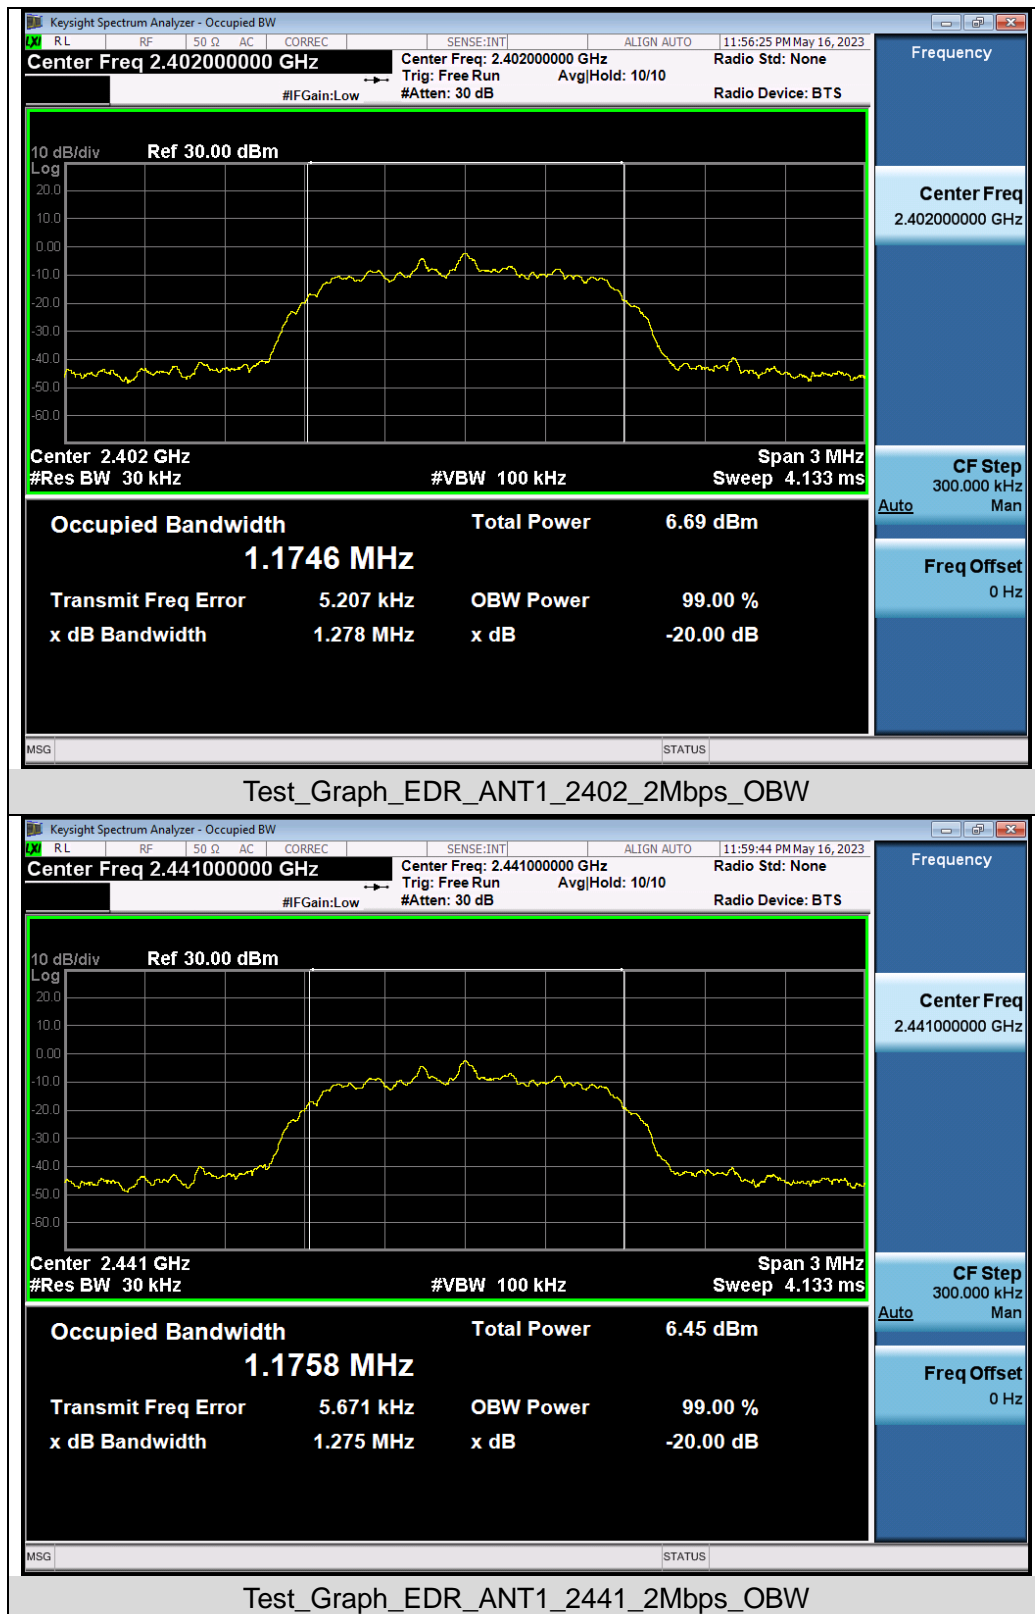 Keysight Spectrum Analyzer - Occupied BW
LXI RL RF 50 Ω AC CORREC SENSE:INT ALIGN AUTO 11:56:25 PM May 16, 2023
Center Freq 2.402000000 GHz Center Freq: 2.402000000 GHz Radio Std: None Frequency
Trig: Free Run Avg|Hold: 10/10
#IFGain:Low #Atten: 30 dB Radio Device: BTS
10 dB/div Ref 30.00 dBm
Log
20.0
10.0
0.00
-10.0
-20.0
-30.0
-40.0
-50.0
-60.0
Center Freq
2.402000000 GHz
Center 2.402 GHz Span 3 MHz
#Res BW 30 kHz #VBW 100 kHz Sweep 4.133 ms
CF Step
300.000 kHz
Auto Man
Occupied Bandwidth Total Power 6.69 dBm
1.1746 MHz
Transmit Freq Error 5.207 kHz OBW Power 99.00 %
x dB Bandwidth 1.278 MHz x dB -20.00 dB
Freq Offset
0 Hz
MSG STATUS
Test_Graph_EDR_ANT1_2402_2Mbps_OBW
Keysight Spectrum Analyzer - Occupied BW
LXI RL RF 50 Ω AC CORREC SENSE:INT ALIGN AUTO 11:59:44 PM May 16, 2023
Center Freq 2.441000000 GHz Center Freq: 2.441000000 GHz Radio Std: None Frequency
Trig: Free Run Avg|Hold: 10/10
#IFGain:Low #Atten: 30 dB Radio Device: BTS
10 dB/div Ref 30.00 dBm
Log
20.0
10.0
0.00
-10.0
-20.0
-30.0
-40.0
-50.0
-60.0
Center Freq
2.441000000 GHz
Center 2.441 GHz Span 3 MHz
#Res BW 30 kHz #VBW 100 kHz Sweep 4.133 ms
CF Step
300.000 kHz
Auto Man
Occupied Bandwidth Total Power 6.45 dBm
1.1758 MHz
Transmit Freq Error 5.671 kHz OBW Power 99.00 %
x dB Bandwidth 1.275 MHz x dB -20.00 dB
Freq Offset
0 Hz
MSG STATUS
Test_Graph_EDR_ANT1_2441_2Mbps_OBW